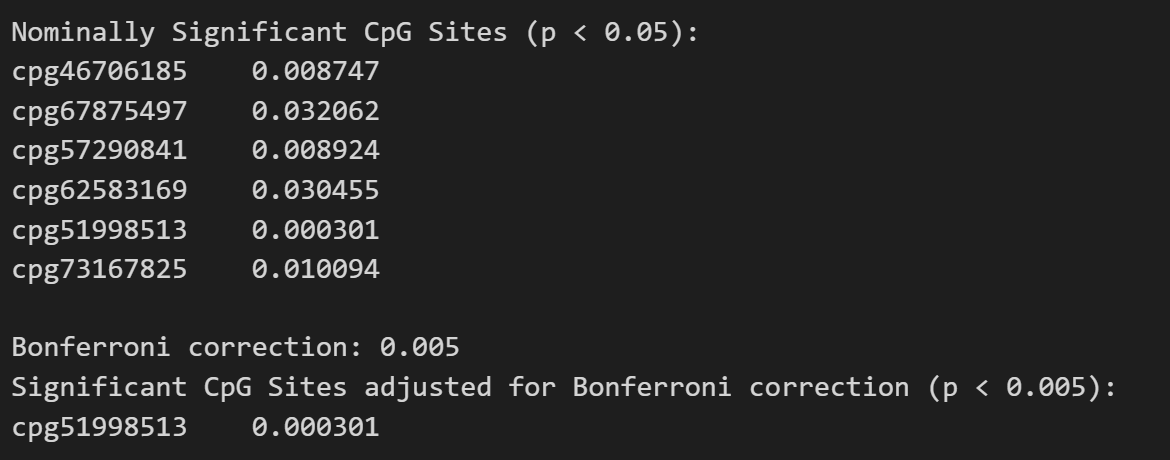 Nominally Significant CpG Sites (p < 0.05):
cpg46706185    0.008747
cpg67875497    0.032062
cpg57290841    0.008924
cpg62583169    0.030455
cpg51998513    0.000301
cpg73167825    0.010094
Bonferroni correction: 0.005
Significant CpG Sites adjusted for Bonferroni correction (p < 0.005):
cpg51998513    0.000301